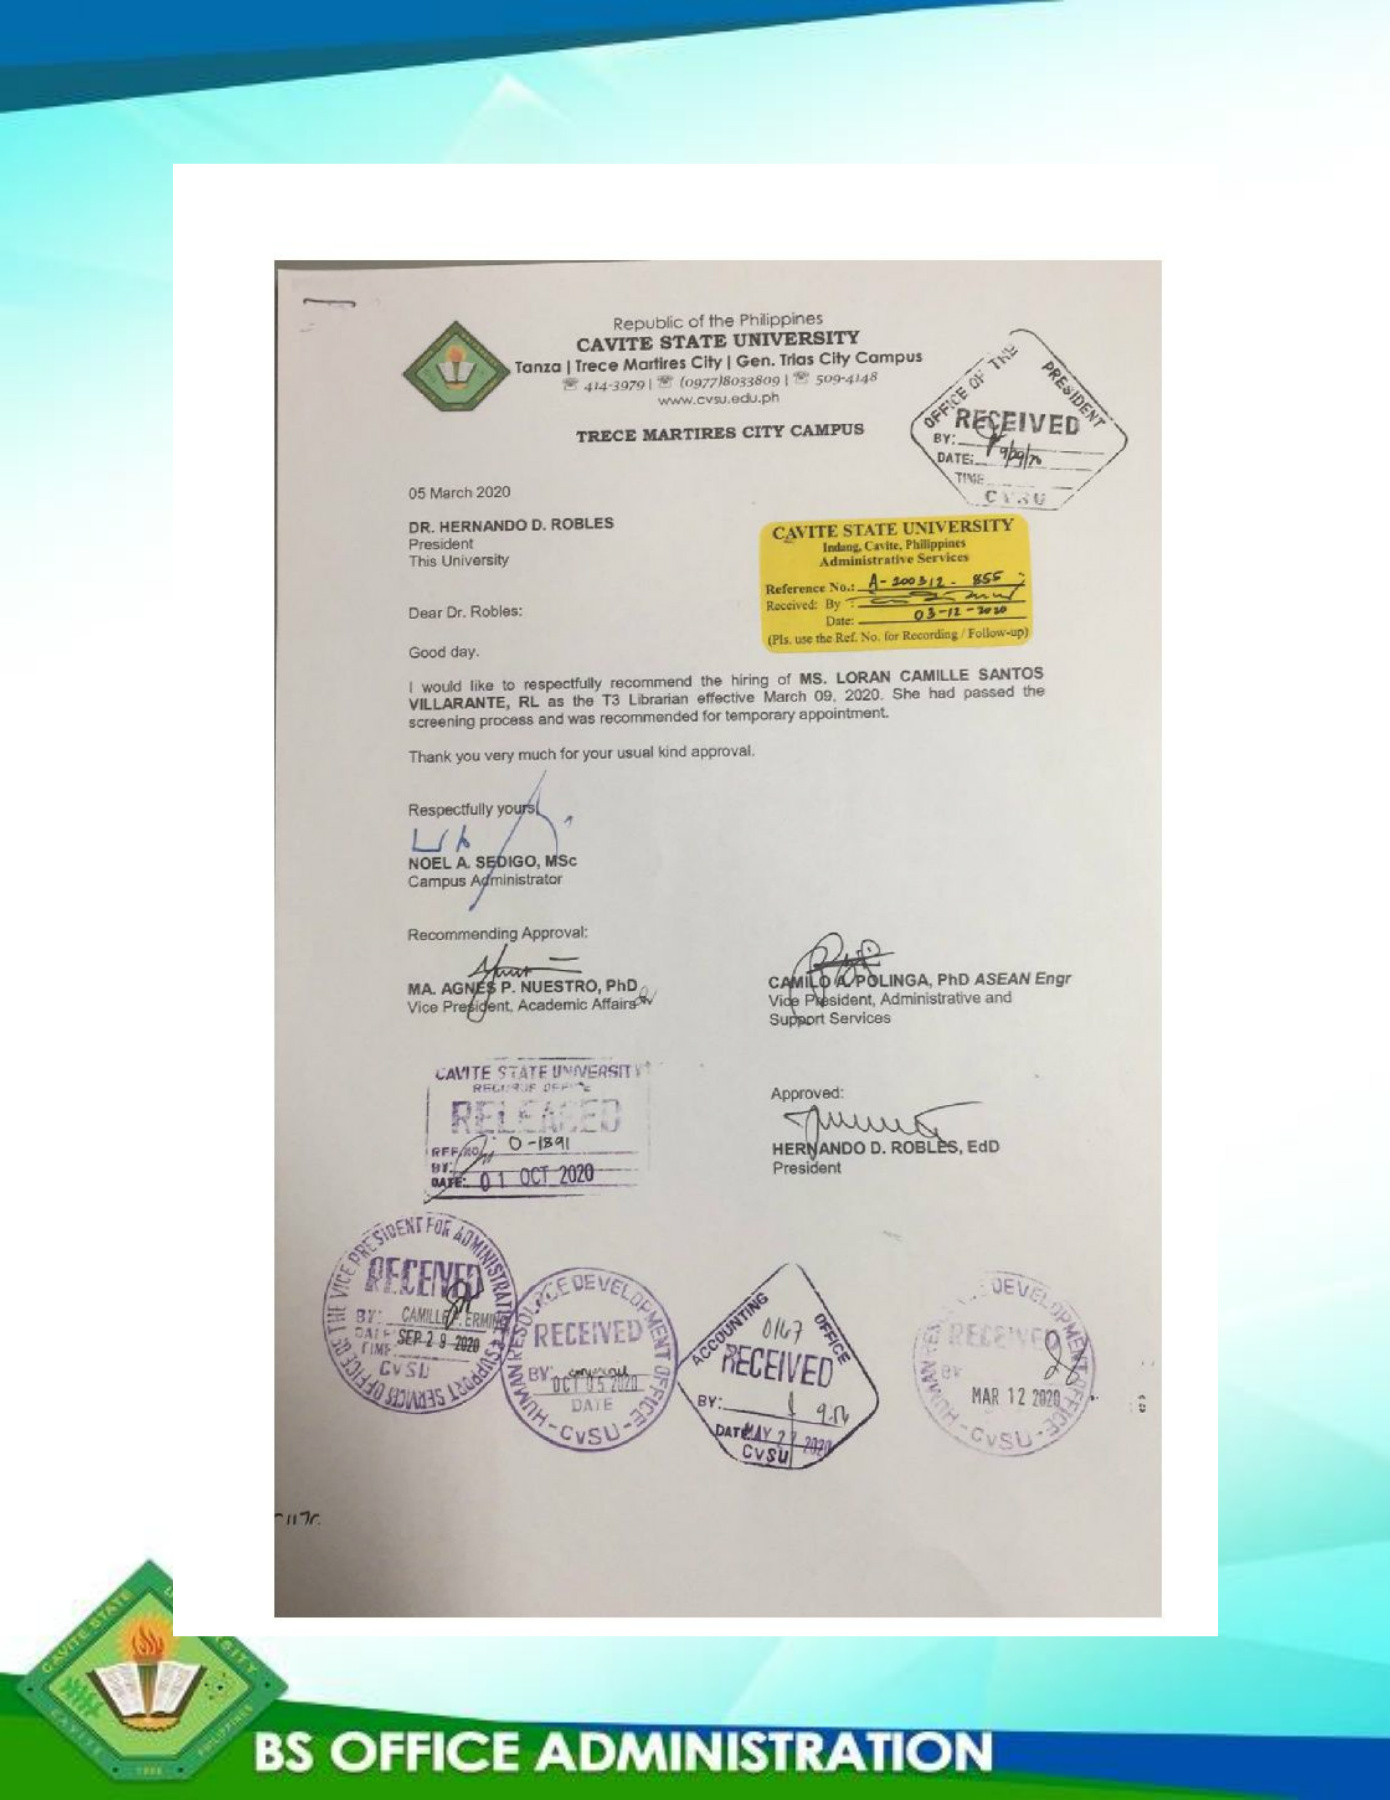 Republic of the Philippines
CAVITE STATE UNIVERSITY
Tanza | Trece Martires City | Gen. Trias City Campus
☏ 414-3979 | ☏ (0977)8033809 | ☏ 509-4148
www.cvsu.edu.ph
TRECE MARTIRES CITY CAMPUS
OFFICE OF THE PRESIDENT
RECEIVED
BY:
DATE:
TIME
CVSU
05 March 2020
DR. HERNANDO D. ROBLES
President
This University
CAVITE STATE UNIVERSITY
Indang, Cavite, Philippines
Administrative Services
Reference No.: A-200312-855
Received: By :
Date: 03-12-2020
(Pls. use the Ref. No. for Recording / Follow-up)
Dear Dr. Robles:
Good day.
I would like to respectfully recommend the hiring of MS. LORAN CAMILLE SANTOS
VILLARANTE, RL as the T3 Librarian effective March 09, 2020. She had passed the
screening process and was recommended for temporary appointment.
Thank you very much for your usual kind approval.
Respectfully yours,
NOEL A. SEDIGO, MSc
Campus Administrator
Recommending Approval:
MA. AGNES P. NUESTRO, PhD
Vice President, Academic Affairs
CAMILO A. POLINGA, PhD ASEAN Engr
Vice President, Administrative and
Support Services
CAVITE STATE UNIVERSITY
RECORDS OFFICE
RELEASED
REF. NO. 0-1891
BY:
DATE: 01 OCT 2020
Approved:
HERNANDO D. ROBLES, EdD
President
OFFICE OF THE VICE PRESIDENT FOR ADMINISTRATIVE SUPPORT SERVICES
RECEIVED
BY: CAMILLE
DATE SEP 29 2020
TIME
CVSU
HUMAN RESOURCE DEVELOPMENT OFFICE
RECEIVED
BY:
OCT 05 2020
DATE
-CVSU-
ACCOUNTING OFFICE
0167
RECEIVED
BY:
DATE MAY 27 2020
CVSU
HUMAN RES DEVELOPMENT OFFICE
RECEIVED
BY
MAR 12 2020
-CVSU-
CAVITE STATE
CAVITE
PHILIPPINES
BS OFFICE ADMINISTRATION